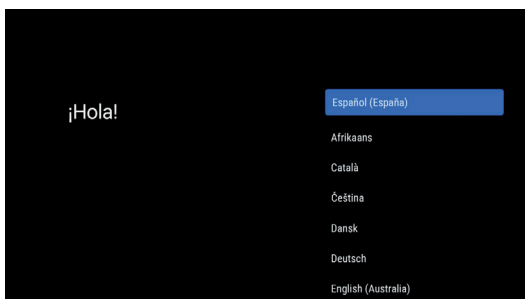 ¡Hola!
Español (España)
Afrikaans
Català
Čeština
Dansk
Deutsch
English (Australia)